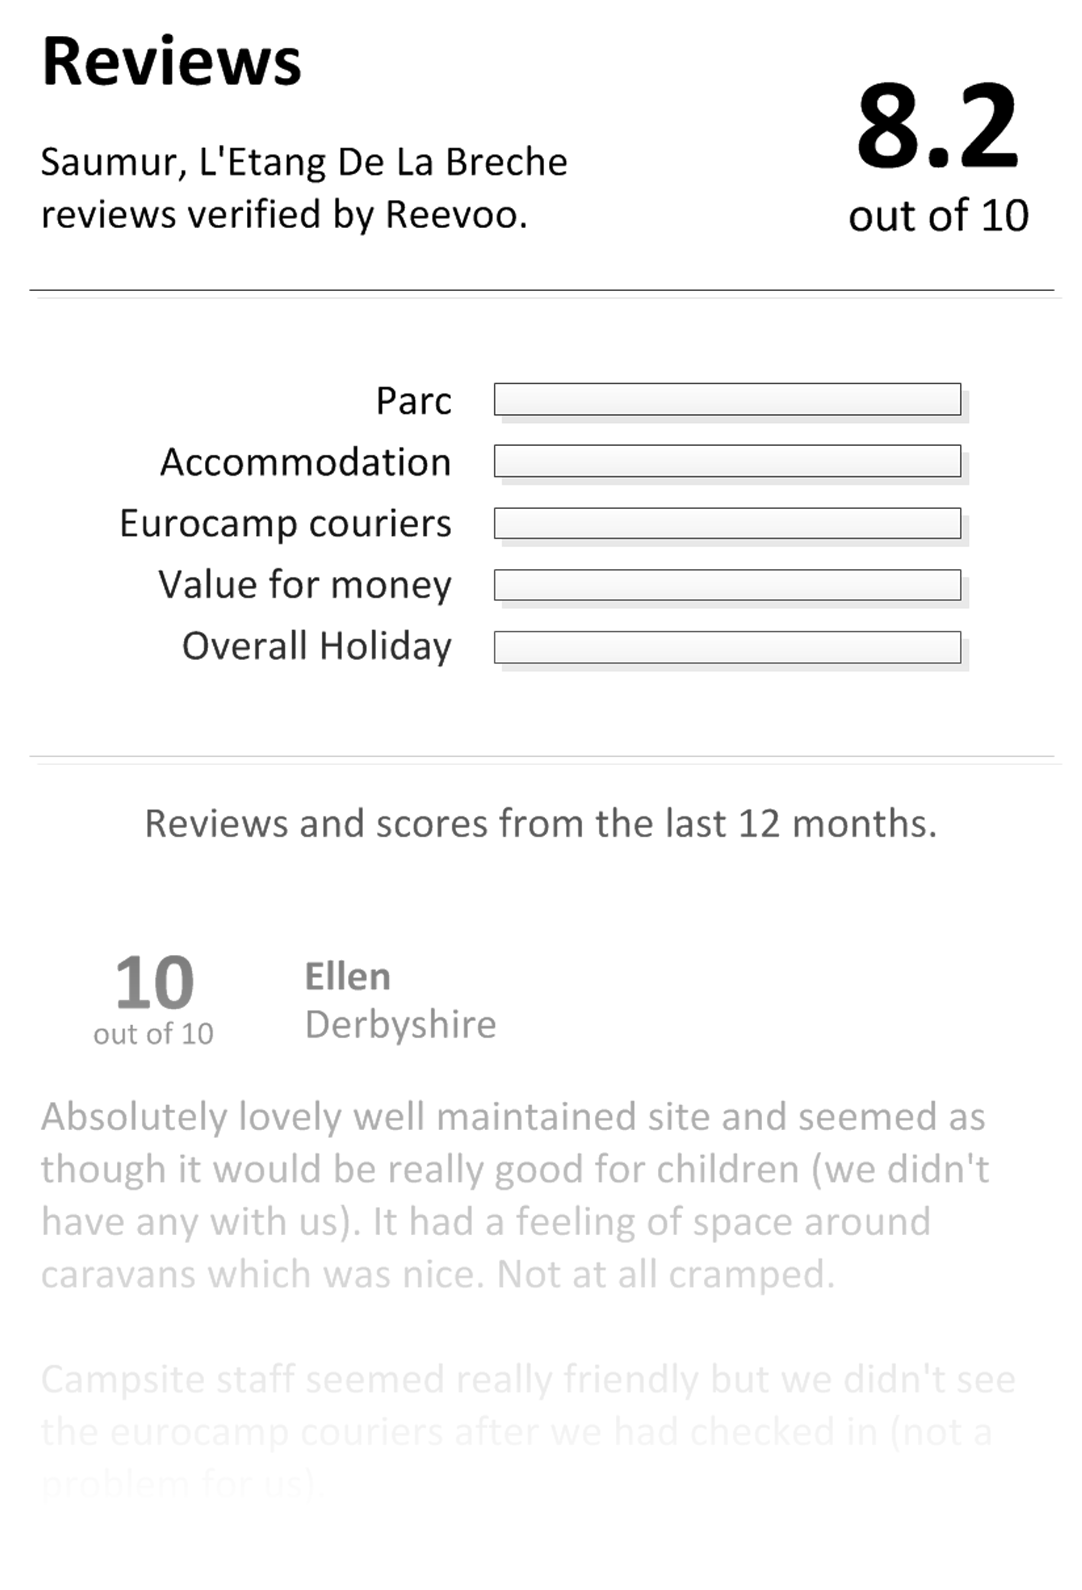 Reviews
8.2
out of 10
Saumur, L'Etang De La Breche
reviews verified by Reevoo.
Parc
Accommodation
Eurocamp couriers
Value for money
Overall Holiday
Reviews and scores from the last 12 months.
10
out of 10
Ellen
Derbyshire
Absolutely lovely well maintained site and seemed as
though it would be really good for children (we didn't
have any with us). It had a feeling of space around
caravans which was nice. Not at all cramped.
Campsite staff seemed really friendly but we didn't see
the eurocamp couriers after we had checked in (not a
problem for us).